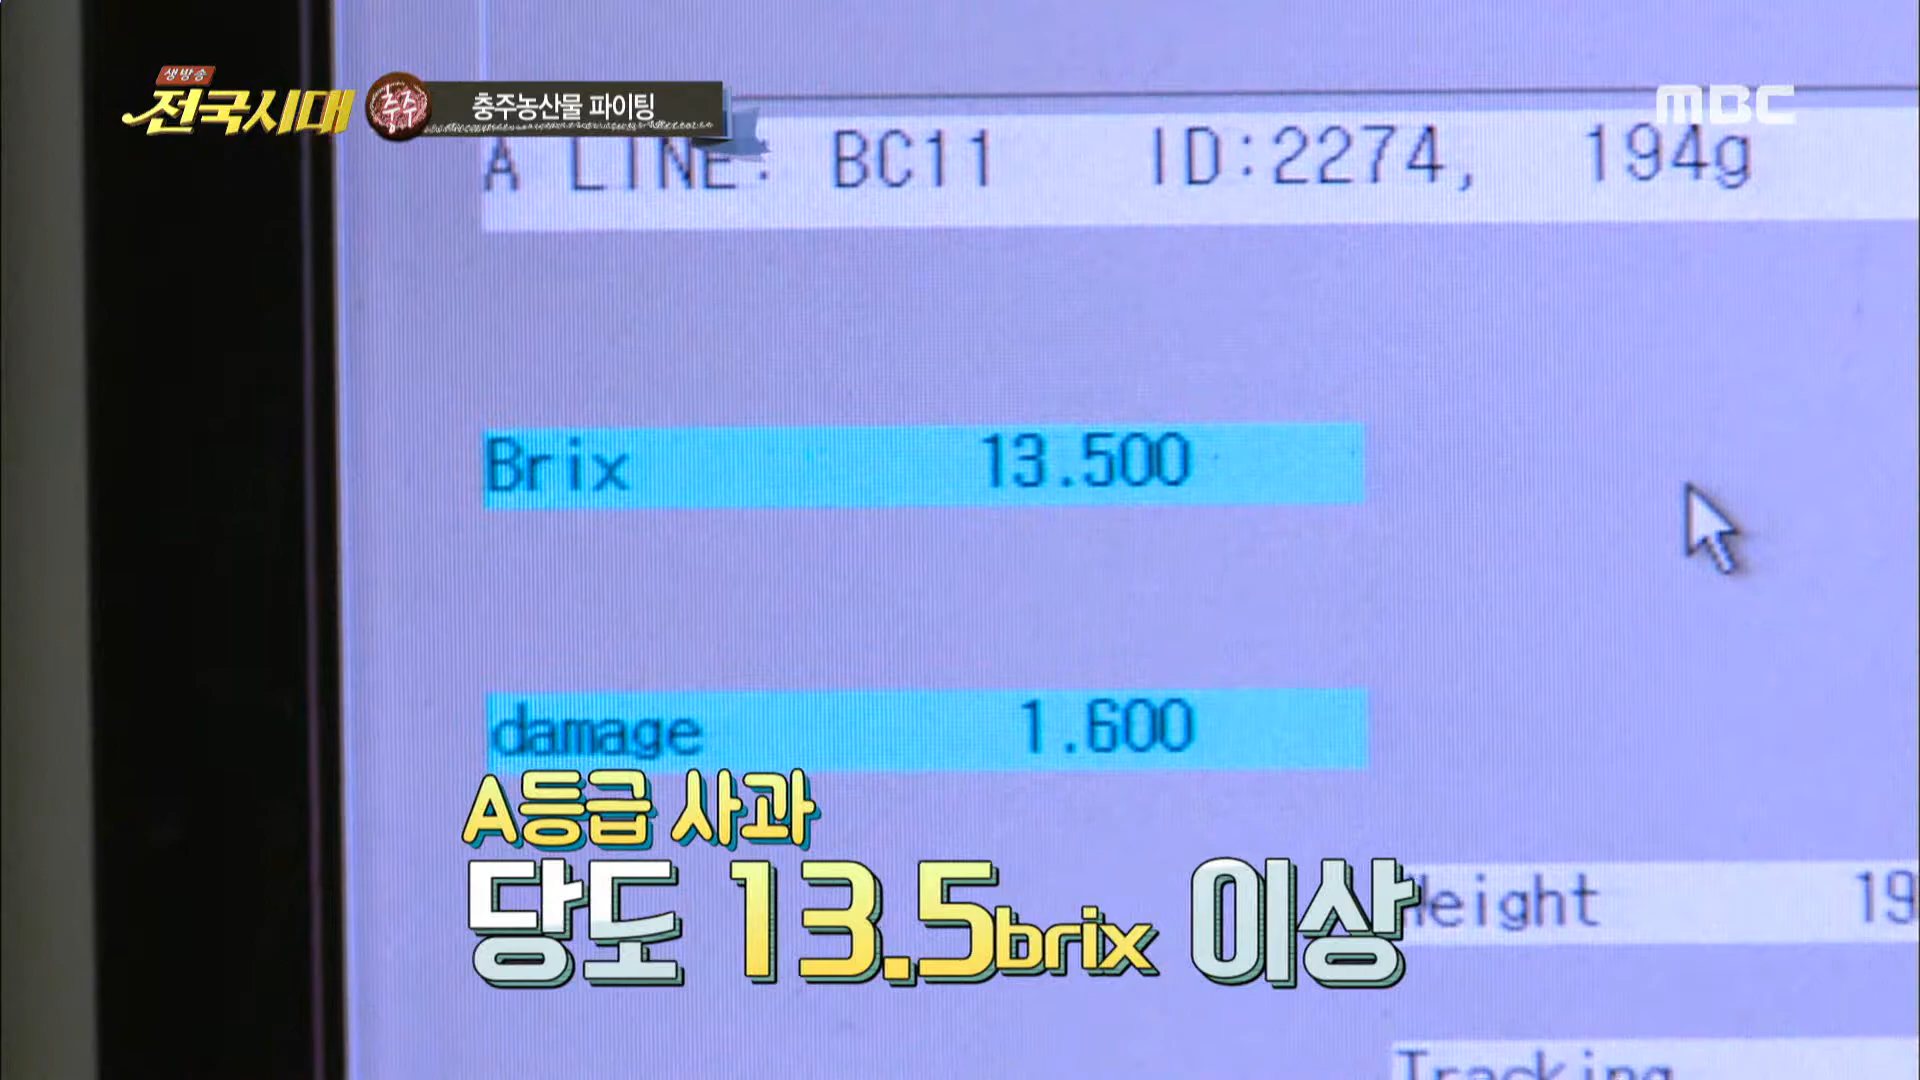 생방송
전국시대
충주
충주농산물 파이팅
MBC
A LINE: BC11 ID:2274, 194g
Brix 13.500
damage 1.600
A등급 사과
당도 13.5brix 이상
19
Tracking